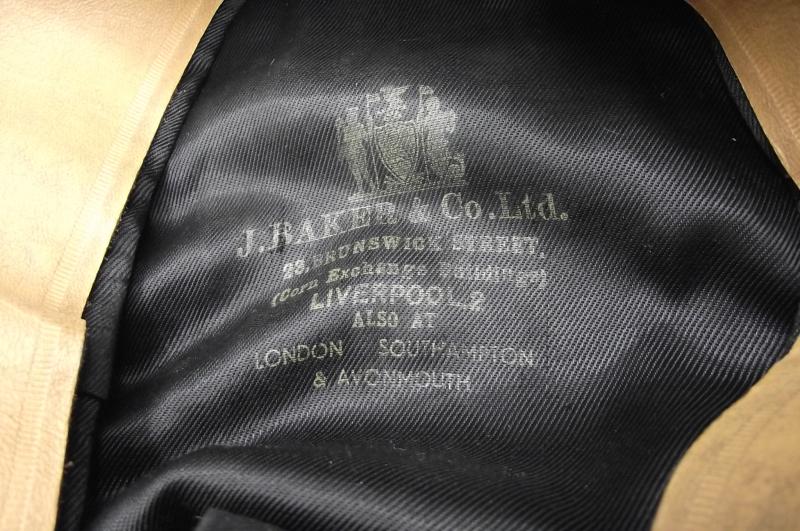 J. BAKER & Co. Ltd.
23, BRUNSWICK STREET,
(Corn Exchange Buildings)
LIVERPOOL 2
ALSO AT
LONDON SOUTHAMPTON
& AVONMOUTH